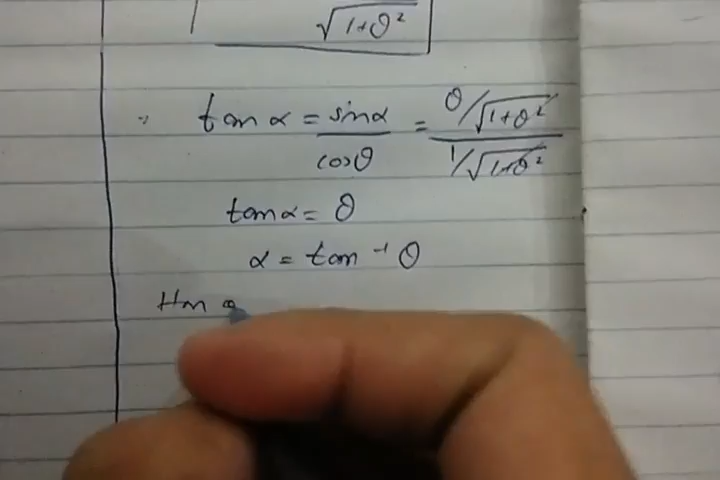 √1+θ²
∴ tan α = sinα/cosθ = θ/√1+θ² / 1/√1+θ²
tanα = θ
α = tan⁻¹ θ